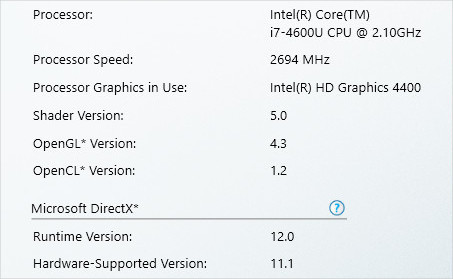 Processor: Intel(R) Core(TM)
i7-4600U CPU @ 2.10GHz
Processor Speed: 2694 MHz
Processor Graphics in Use: Intel(R) HD Graphics 4400
Shader Version: 5.0
OpenGL* Version: 4.3
OpenCL* Version: 1.2
Microsoft DirectX* ?
Runtime Version: 12.0
Hardware-Supported Version: 11.1